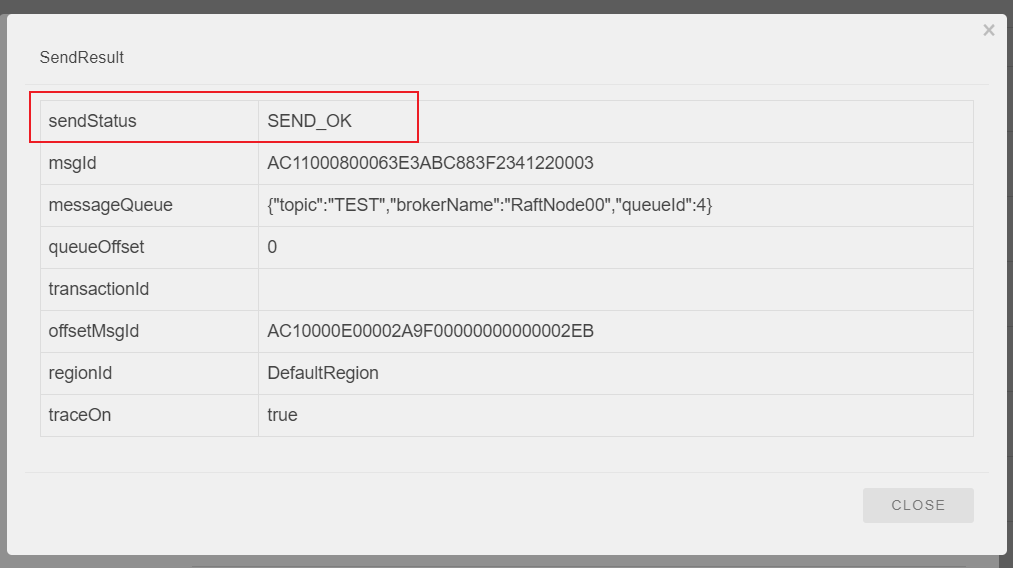 ×
SendResult
sendStatus SEND_OK
msgId AC11000800063E3ABC883F2341220003
messageQueue {"topic":"TEST","brokerName":"RaftNode00","queueId":4}
queueOffset 0
transactionId
offsetMsgId AC10000E00002A9F00000000000002EB
regionId DefaultRegion
traceOn true
CLOSE